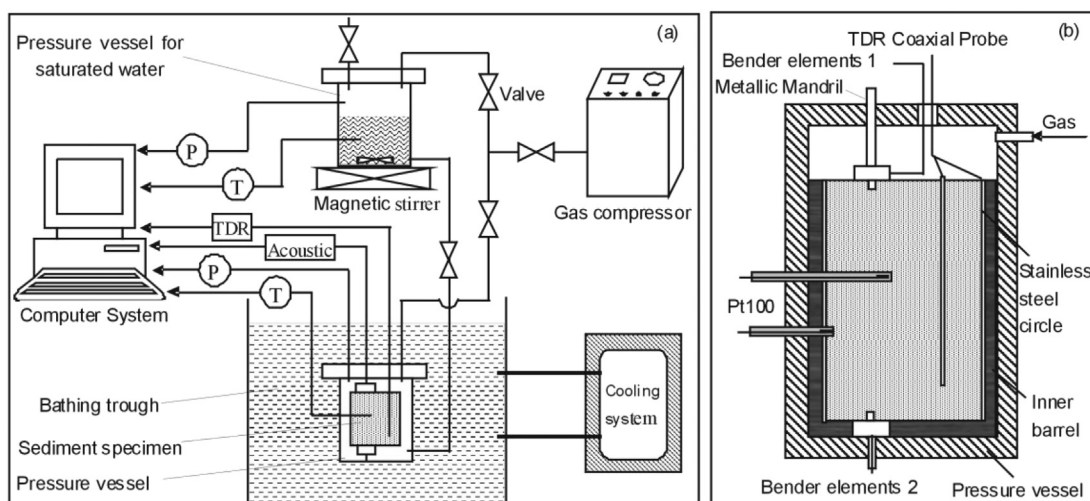 (a)
Pressure vessel for
saturated water
Valve
P
T
Magnetic stirrer
Gas compressor
TDR
Acoustic
P
T
Computer System
Bathing trough
Sediment specimen
Pressure vessel
Cooling
system
(b)
TDR Coaxial Probe
Bender elements 1
Metallic Mandril
Gas
Stainless
steel
circle
Pt100
Inner
barrel
Pressure vessel
Bender elements 2